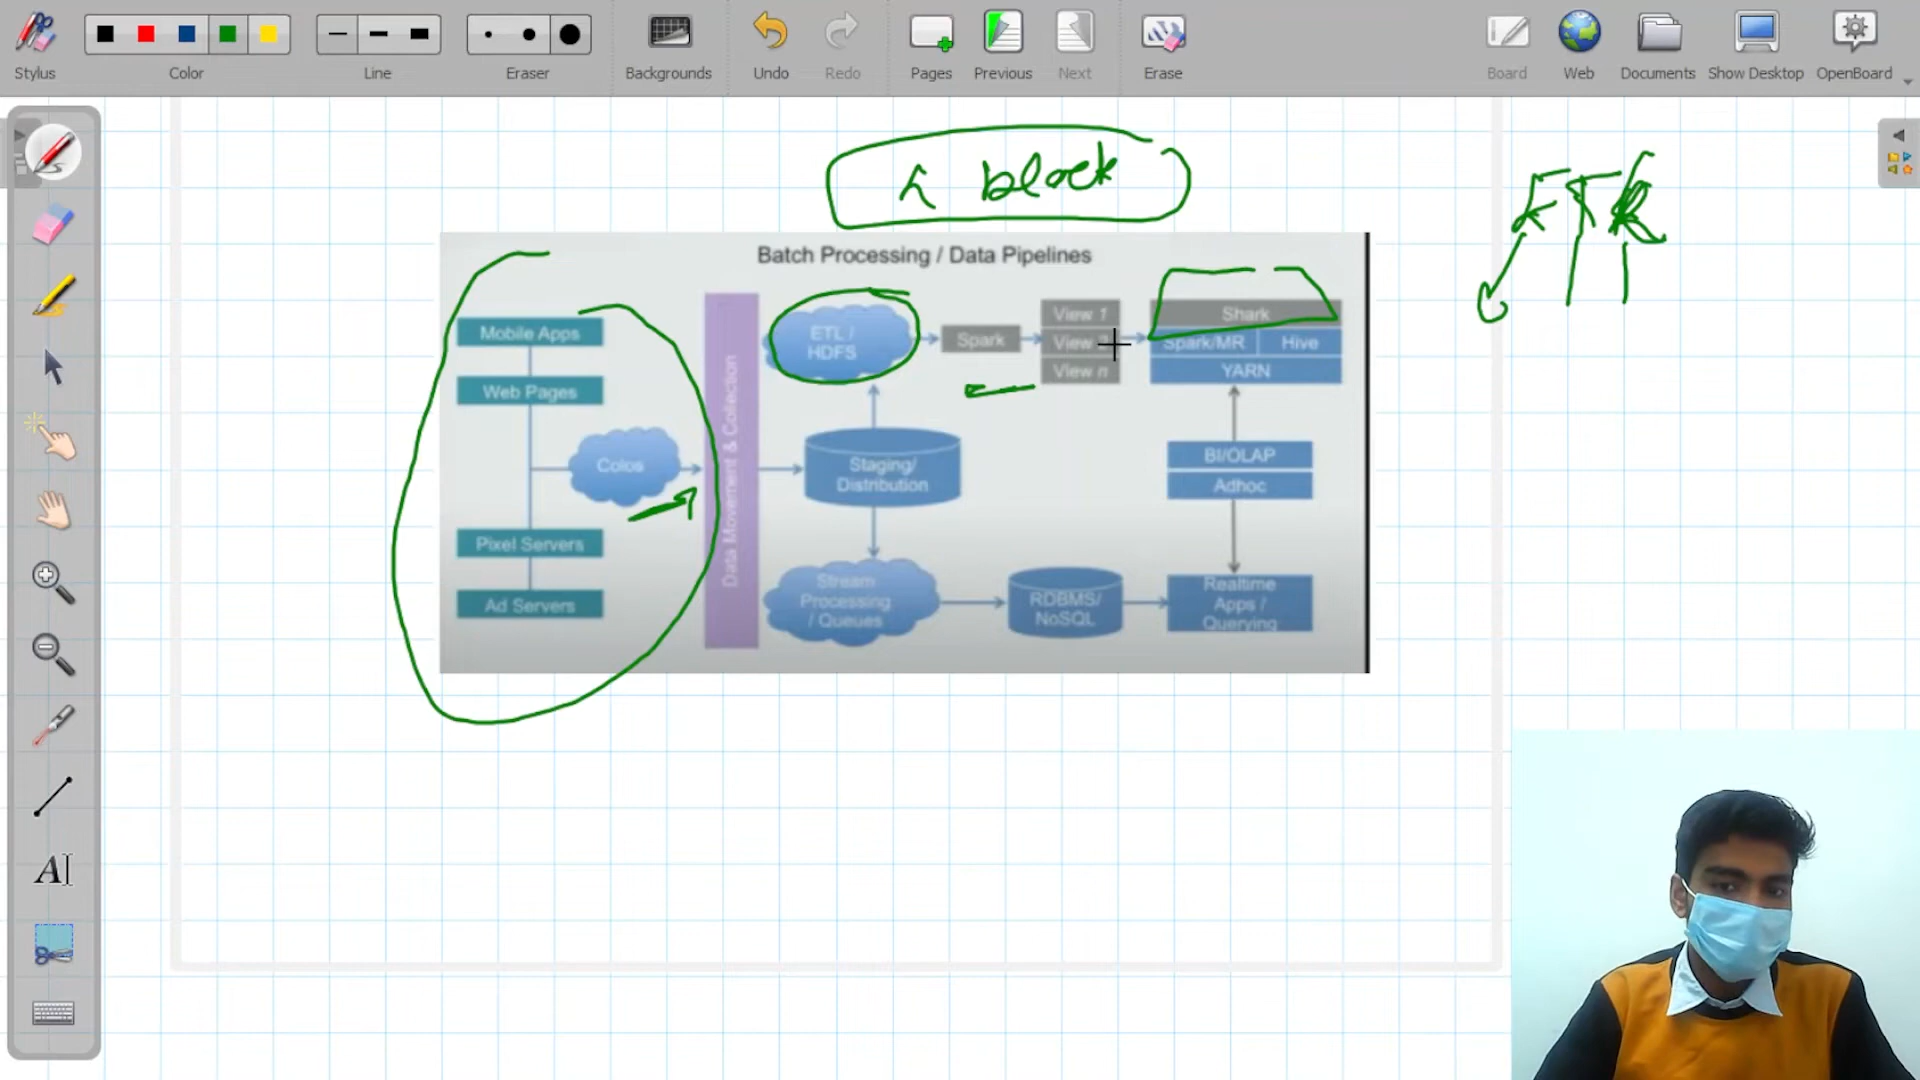 Stylus
Color
Line
Eraser
Backgrounds
Undo
Redo
Pages
Previous
Next
Erase
Board
Web
Documents
Show Desktop
OpenBoard
block
Batch Processing / Data Pipelines
Mobile Apps
Web Pages
Colos
Pixel Servers
Ad Servers
Data Movement & Collection
ETL /
HDFS
Spark
View 1
View
View n
Shark
Spark/MR
Hive
YARN
Staging/
Distribution
BI/OLAP
Adhoc
Stream
Processing
/ Queues
RDBMS/
NoSQL
Realtime
Apps /
Querying